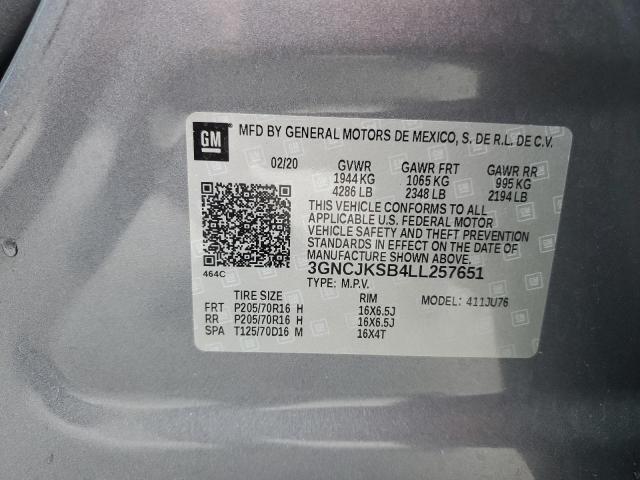 GM MFD BY GENERAL MOTORS DE MEXICO, S. DE R.L. DE C.V.
02/20 GVWR GAWR FRT GAWR RR
1944 KG 1065 KG 995 KG
4286 LB 2348 LB 2194 LB
THIS VEHICLE CONFORMS TO ALL
APPLICABLE U.S. FEDERAL MOTOR
VEHICLE SAFETY AND THEFT PREVENTION
STANDARDS IN EFFECT ON THE DATE OF
MANUFACTURE SHOWN ABOVE.
464C 3GNCJKSB4LL257651
TYPE: M.P.V.
TIRE SIZE RIM MODEL: 411JU76
FRT P205/70R16 H 16X6.5J
RR P205/70R16 H 16X6.5J
SPA T125/70D16 M 16X4T